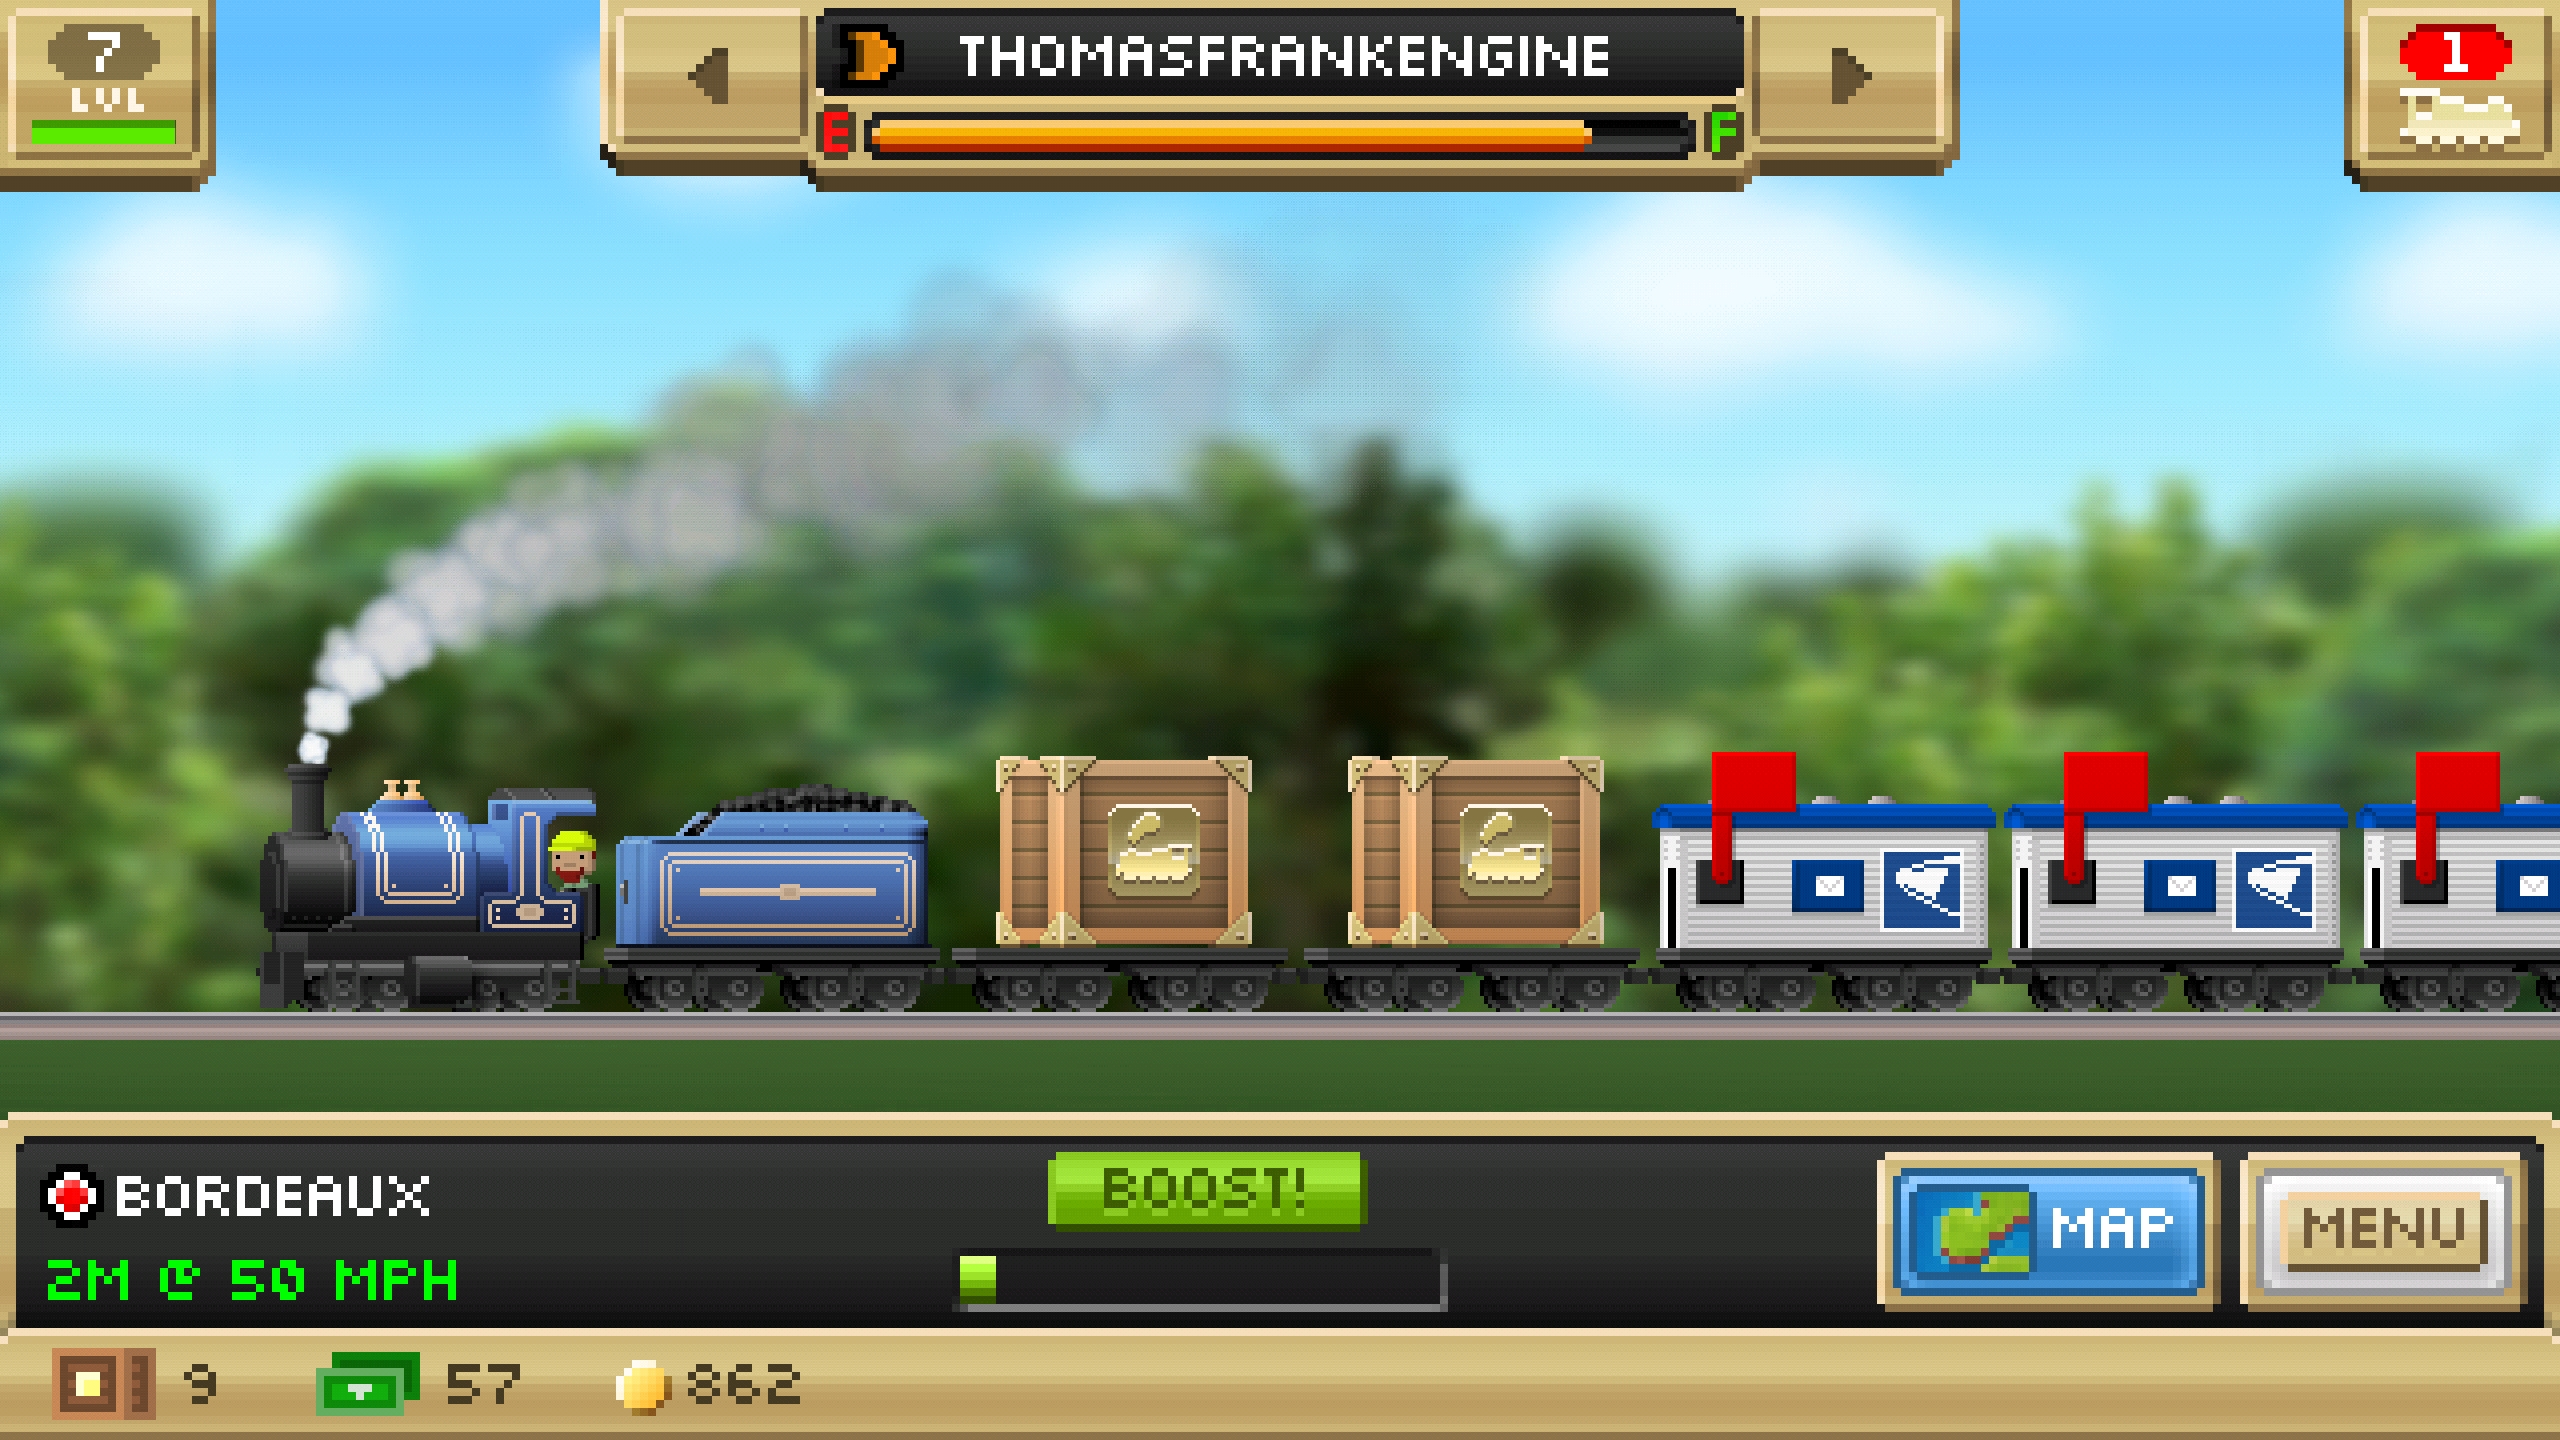 7
LVL
THOMASFRANKENGINE
E F
1
BORDEAUX
BOOST!
2M @ 50 MPH
MAP
MENU
9 57 862